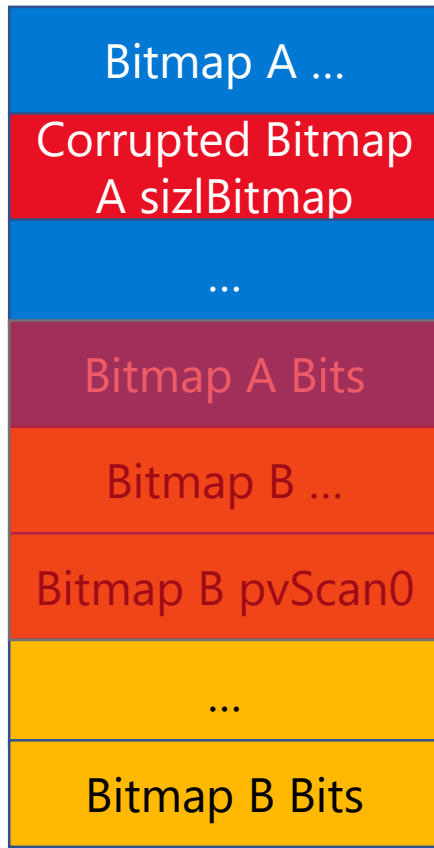 Bitmap A ...
Corrupted Bitmap
A sizlBitmap
...
Bitmap A Bits
Bitmap B ...
Bitmap B pvScan0
...
Bitmap B Bits